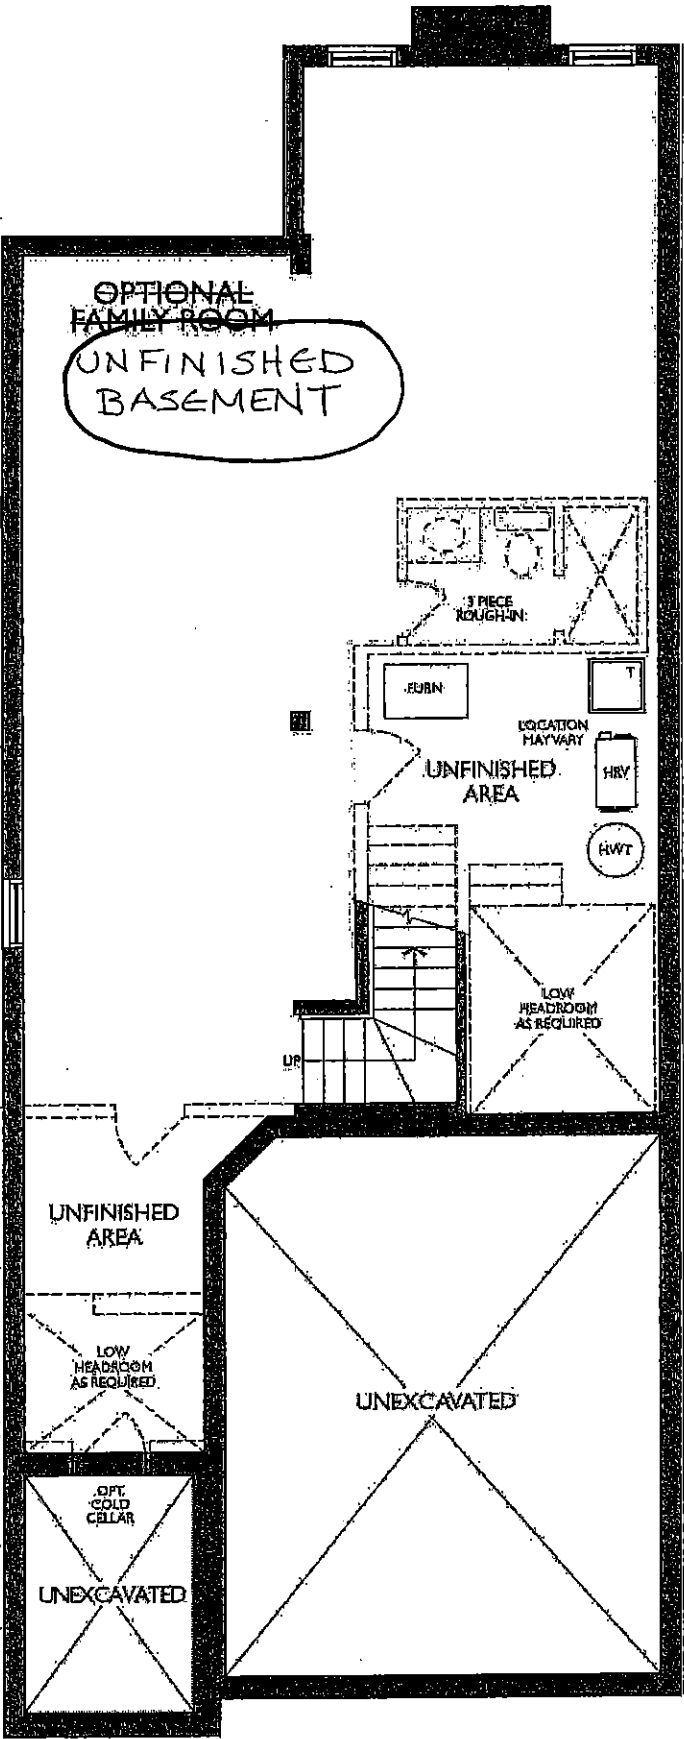 OPTIONAL
FAMILY ROOM
UNFINISHED
BASEMENT
3 PIECE
ROUGH-IN
FURN
T
LOCATION
MAY VARY
UNFINISHED
AREA
HRV
HWT
LOW
HEADROOM
AS REQUIRED
UP
UNFINISHED
AREA
LOW
HEADROOM
AS REQUIRED
UNEXCAVATED
OPT.
COLD
CELLAR
UNEXCAVATED